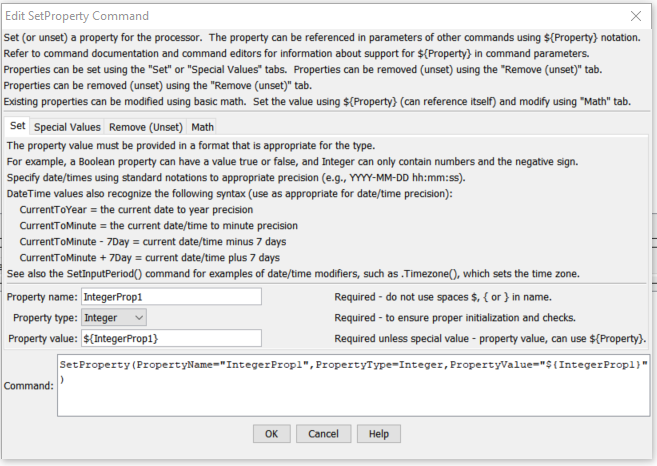 Edit SetProperty Command
Set (or unset) a property for the processor.  The property can be referenced in parameters of other commands using ${Property} notation.
Refer to command documentation and command editors for information about support for ${Property} in command parameters.
Properties can be set using the "Set" or "Special Values" tabs.  Properties can be removed (unset) using the "Remove (unset)" tab.
Properties can be removed (unset) using the "Remove (unset)" tab.
Existing properties can be modified using basic math.  Set the value using ${Property} (can reference itself) and modify using "Math" tab.
Set Special Values Remove (Unset) Math
The property value must be provided in a format that is appropriate for the type.
For example, a Boolean property can have a value true or false, and Integer can only contain numbers and the negative sign.
Specify date/times using standard notations to appropriate precision (e.g., YYYY-MM-DD hh:mm:ss).
DateTime values also recognize the following syntax (use as appropriate for date/time precision):
CurrentToYear = the current date to year precision
CurrentToMinute = the current date/time to minute precision
CurrentToMinute - 7Day = current date/time minus 7 days
CurrentToMinute + 7Day = current date/time plus 7 days
See also the SetInputPeriod() command for examples of date/time modifiers, such as .Timezone(), which sets the time zone.
Property name: IntegerProp1 Required - do not use spaces $, { or } in name.
Property type: Integer Required - to ensure proper initialization and checks.
Property value: ${IntegerProp1} Required unless special value - property value, can use ${Property}.
SetProperty(PropertyName="IntegerProp1",PropertyType=Integer,PropertyValue="${IntegerProp1}"
)
Command:
OK Cancel Help